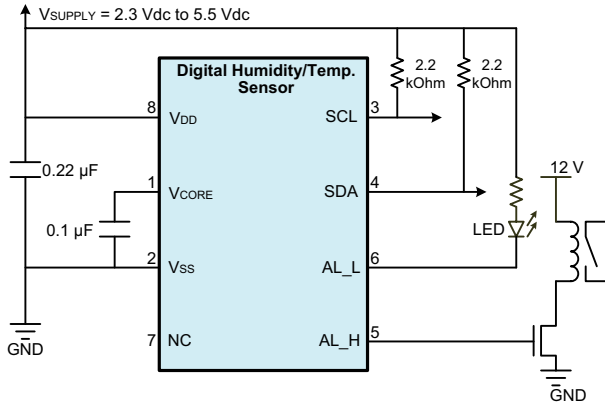 VSUPPLY = 2.3 Vdc to 5.5 Vdc
2.2
kOhm
2.2
kOhm
Digital Humidity/Temp.
Sensor
8
VDD
SCL
3
0.22 µF
12 V
1
VCORE
SDA
4
0.1 µF
LED
2
VSS
AL_L
6
7
NC
AL_H
5
GND
GND